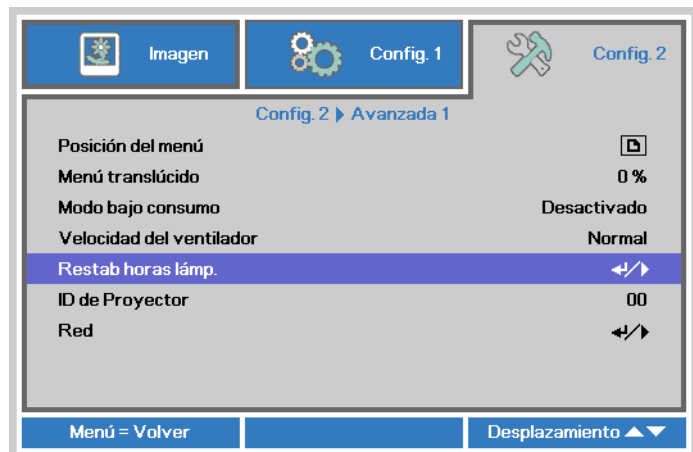 Imagen Config. 1 Config. 2
Config. 2 Avanzada 1
Posición del menú
Menú translúcido 0 %
Modo bajo consumo Desactivado
Velocidad del ventilador Normal
Restab horas lámp.
ID de Proyector 00
Red
Menú = Volver Desplazamiento